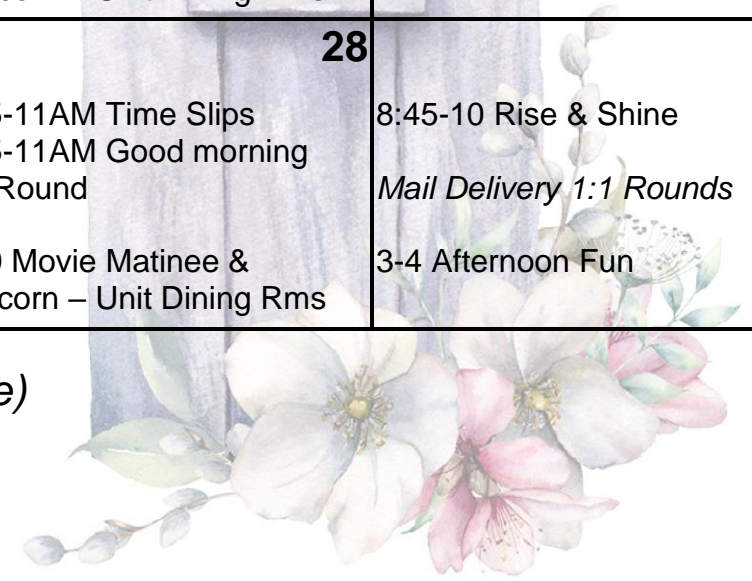 28
-11AM Time Slips
-11AM Good morning
Round
Movie Matinee &
corn – Unit Dining Rms
8:45-10 Rise & Shine
Mail Delivery 1:1 Rounds
3-4 Afternoon Fun
e)